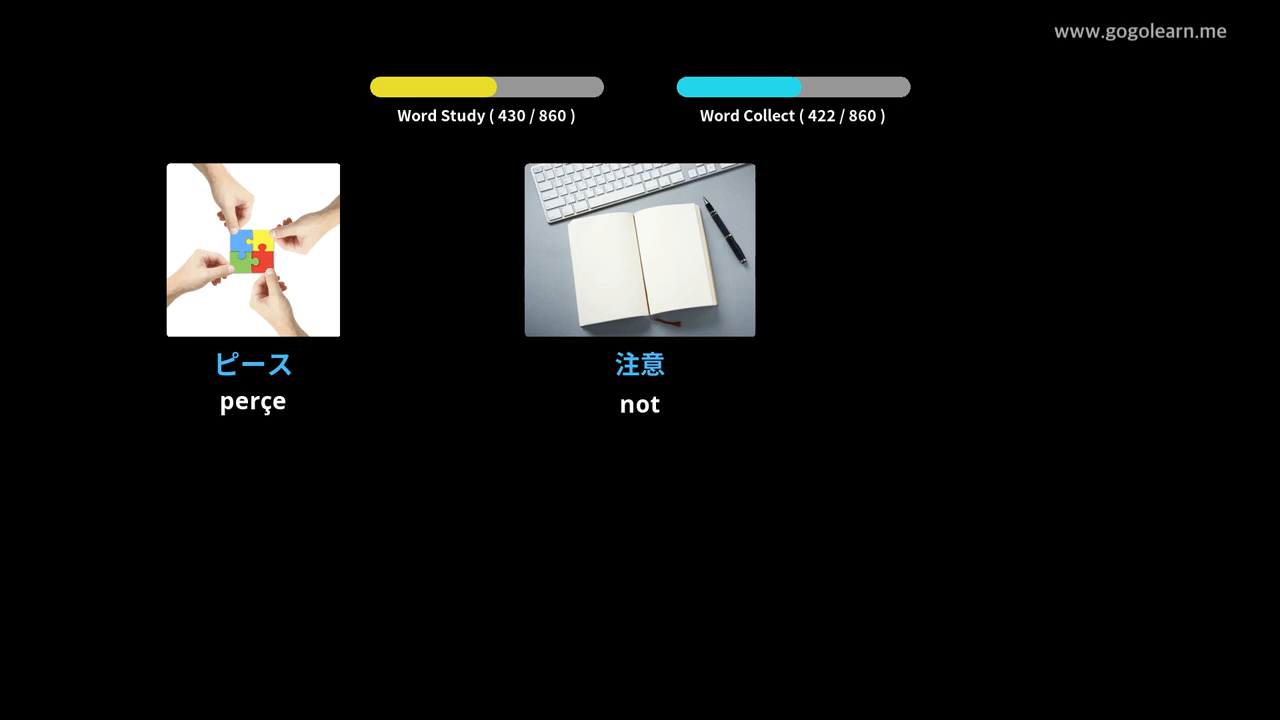 www.gogolearn.me
Word Study ( 430 / 860 )
Word Collect ( 422 / 860 )
ピース
perçe
注意
not